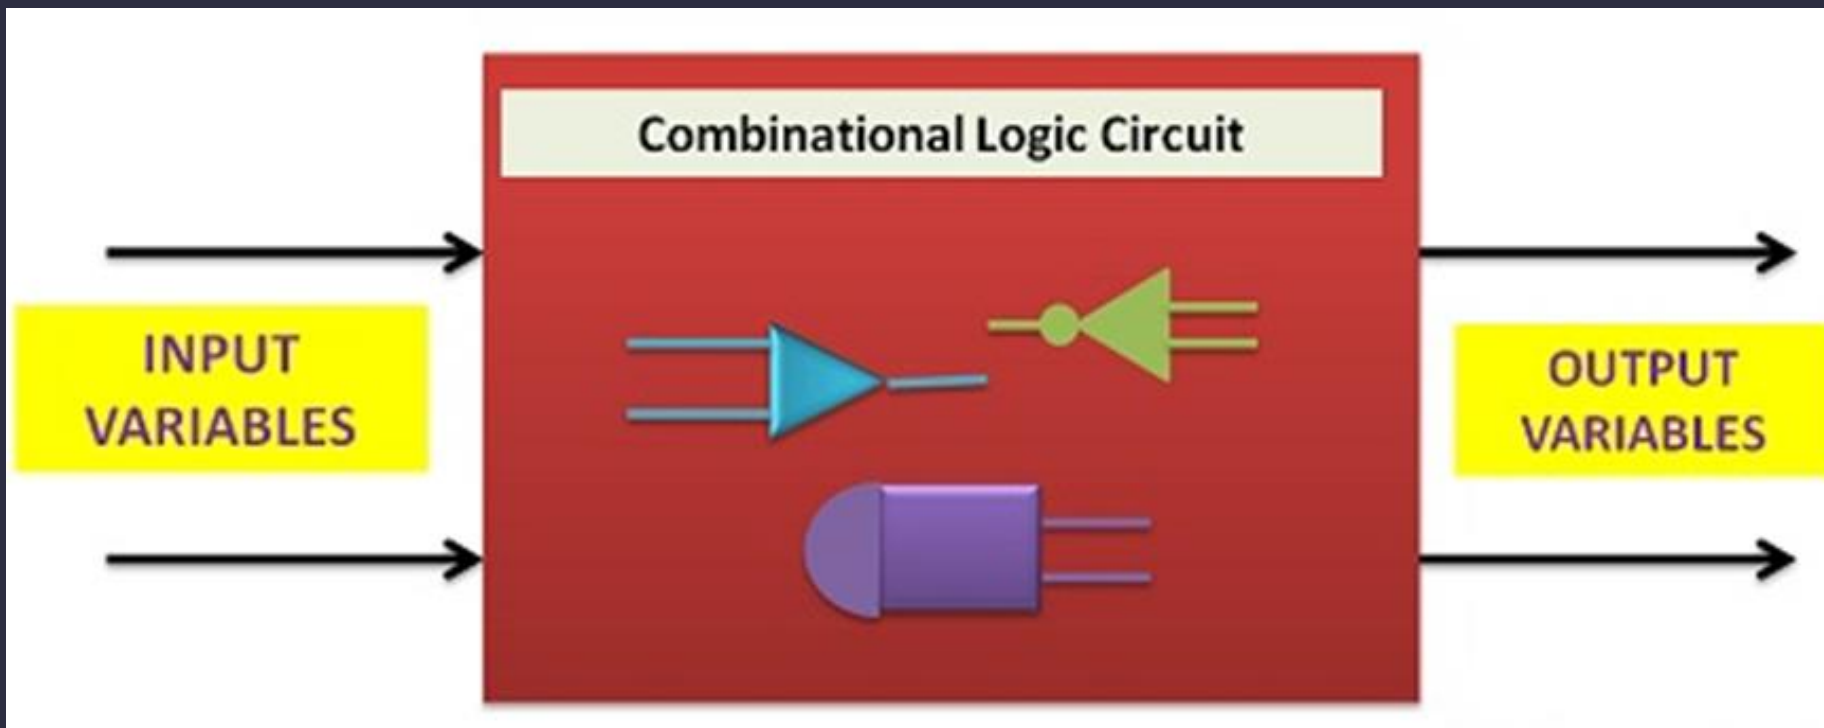 Combinational Logic Circuit
INPUT
VARIABLES
OUTPUT
VARIABLES